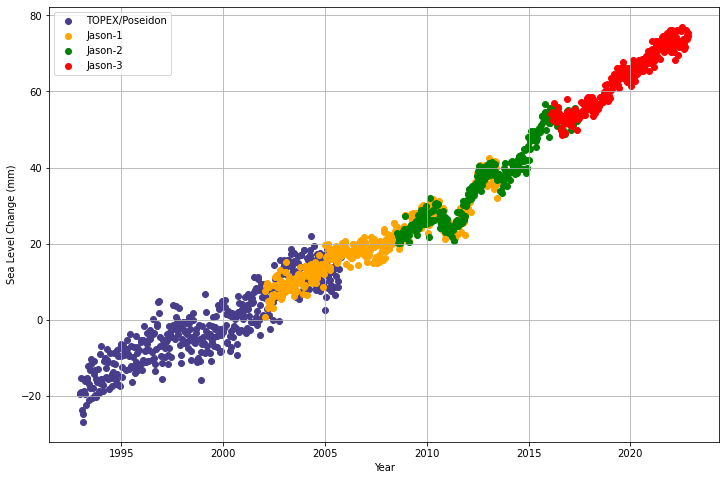 TOPEX/Poseidon
Jason-1
Jason-2
Jason-3
80
60
40
20
0
−20
Sea Level Change (mm)
1995
2000
2005
2010
2015
2020
Year